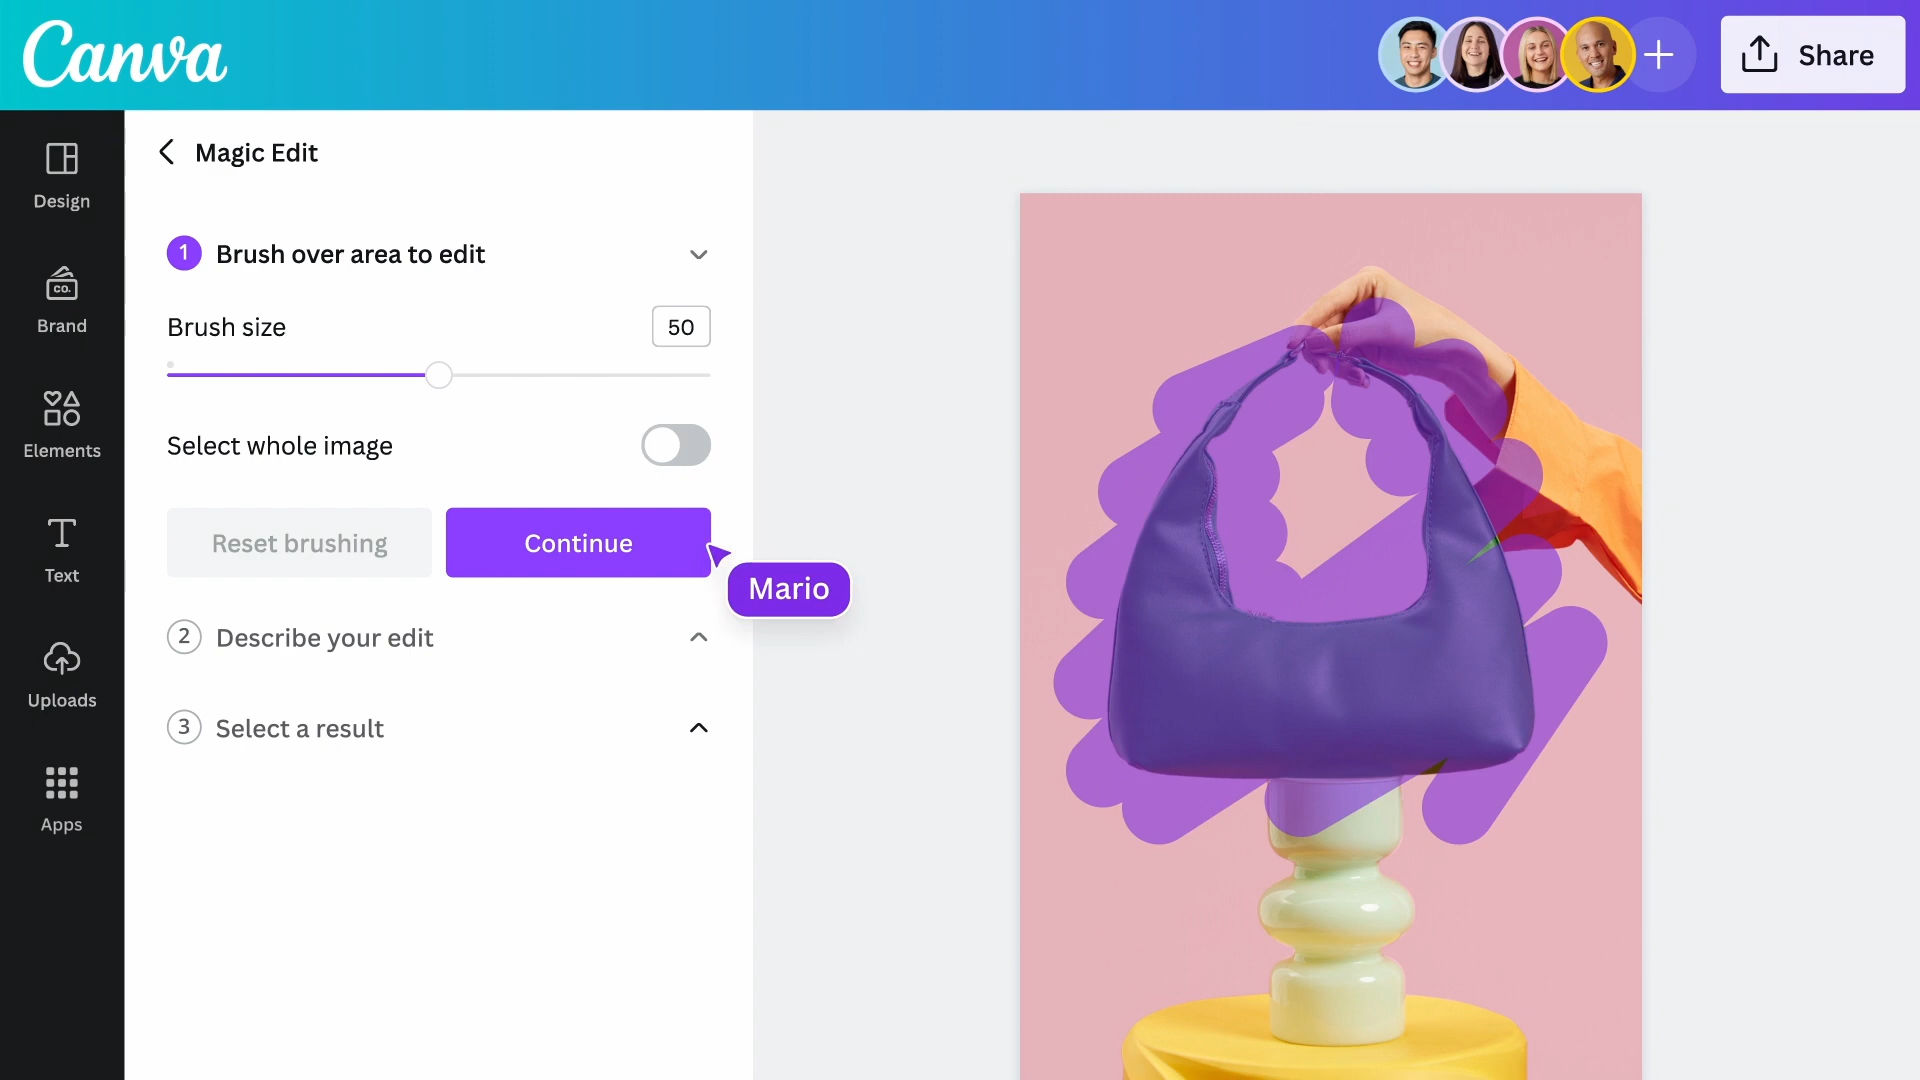 Canva
Share
Design
CO.
Brand
Elements
Text
Uploads
Apps
Magic Edit
1 Brush over area to edit
Brush size 50
Select whole image
Reset brushing Continue
Mario
2 Describe your edit
3 Select a result